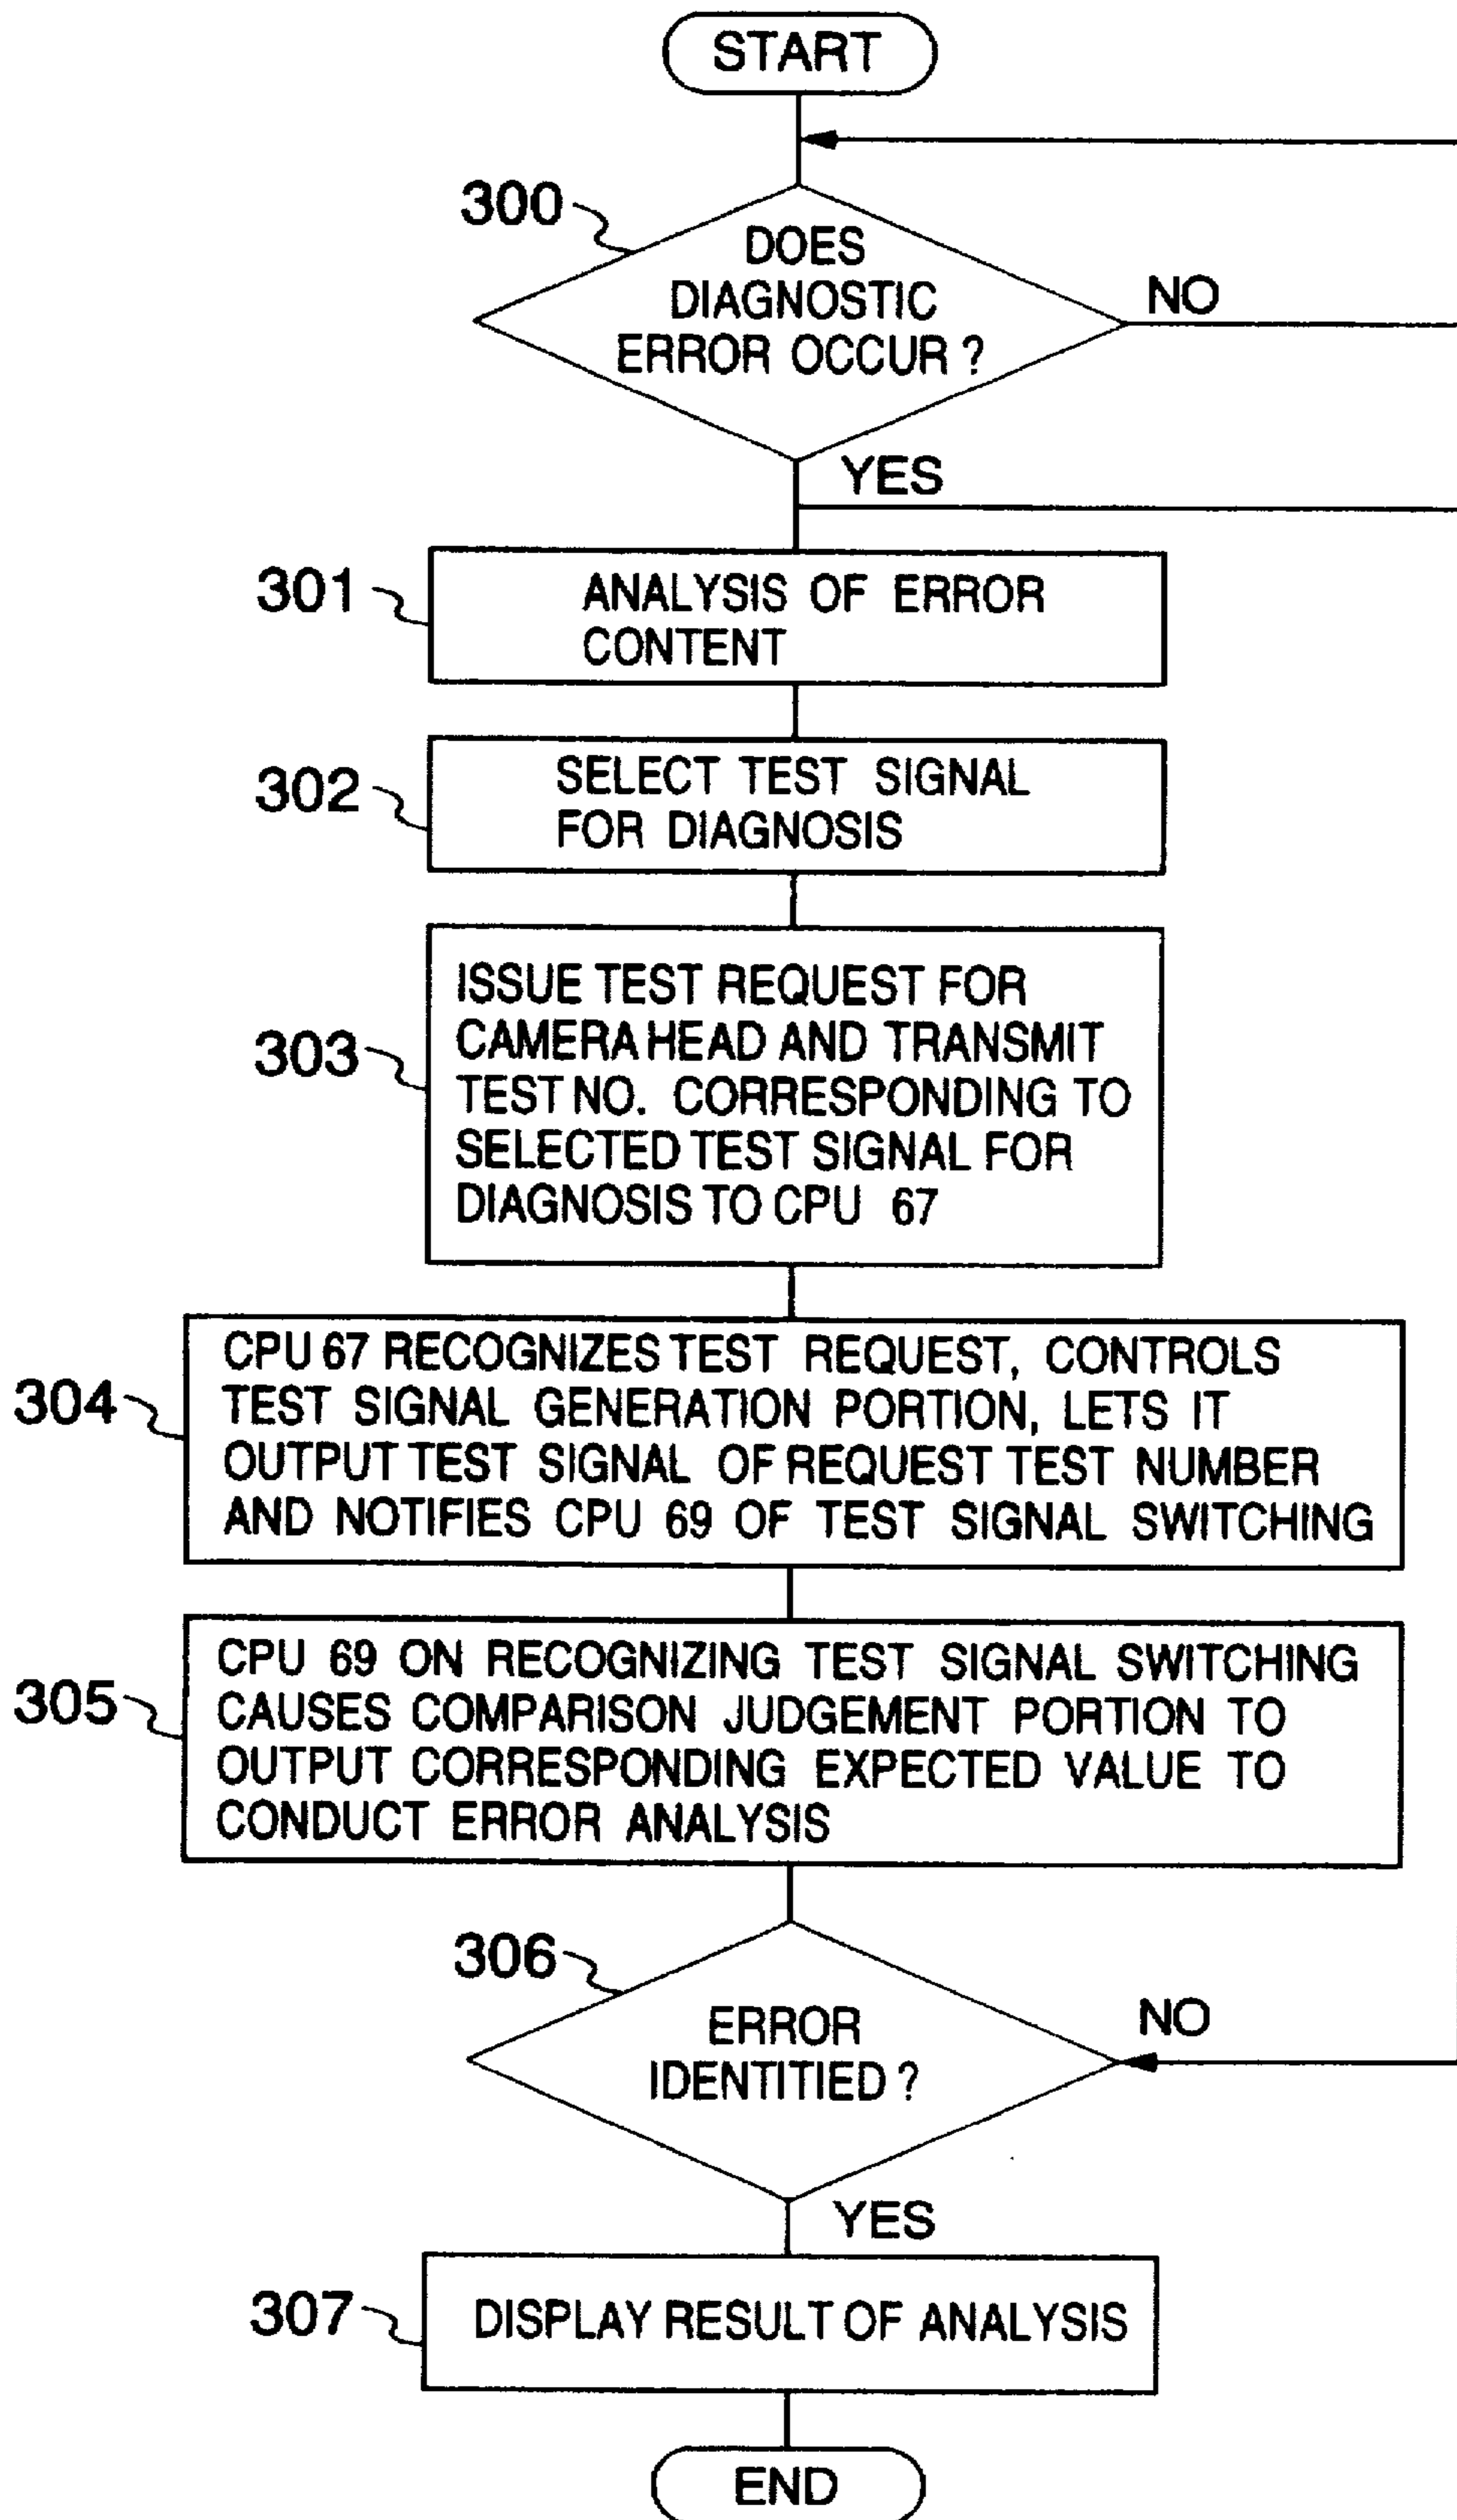 START
300
DOES
DIAGNOSTIC
ERROR OCCUR ?
NO
YES
301
ANALYSIS OF ERROR
CONTENT
302
SELECT TEST SIGNAL
FOR DIAGNOSIS
303
ISSUE TEST REQUEST FOR
CAMERA HEAD AND TRANSMIT
TEST NO. CORRESPONDING TO
SELECTED TEST SIGNAL FOR
DIAGNOSIS TO CPU 67
304
CPU 67 RECOGNIZES TEST REQUEST, CONTROLS
TEST SIGNAL GENERATION PORTION, LETS IT
OUTPUT TEST SIGNAL OF REQUEST TEST NUMBER
AND NOTIFIES CPU 69 OF TEST SIGNAL SWITCHING
305
CPU 69 ON RECOGNIZING TEST SIGNAL SWITCHING
CAUSES COMPARISON JUDGEMENT PORTION TO
OUTPUT CORRESPONDING EXPECTED VALUE TO
CONDUCT ERROR ANALYSIS
306
ERROR
IDENTITIED ?
NO
YES
307
DISPLAY RESULT OF ANALYSIS
END